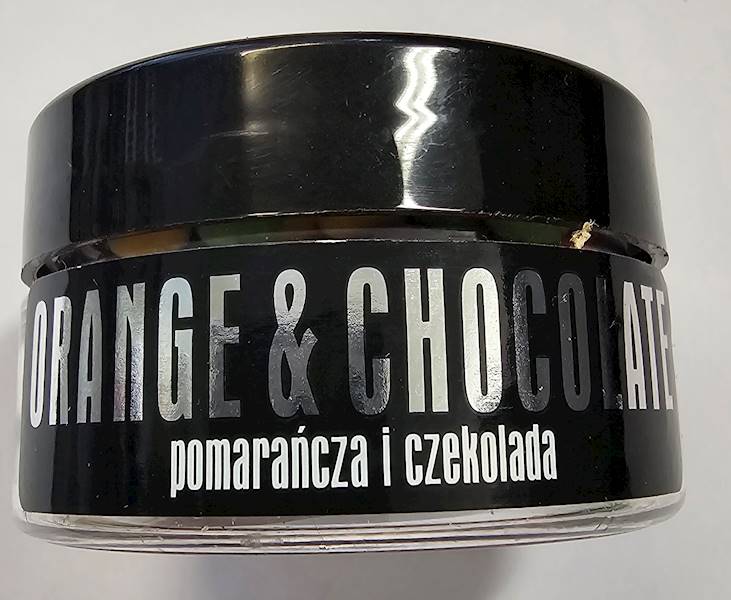 ORANGE & CHOCOLATE
pomarańcza i czekolada